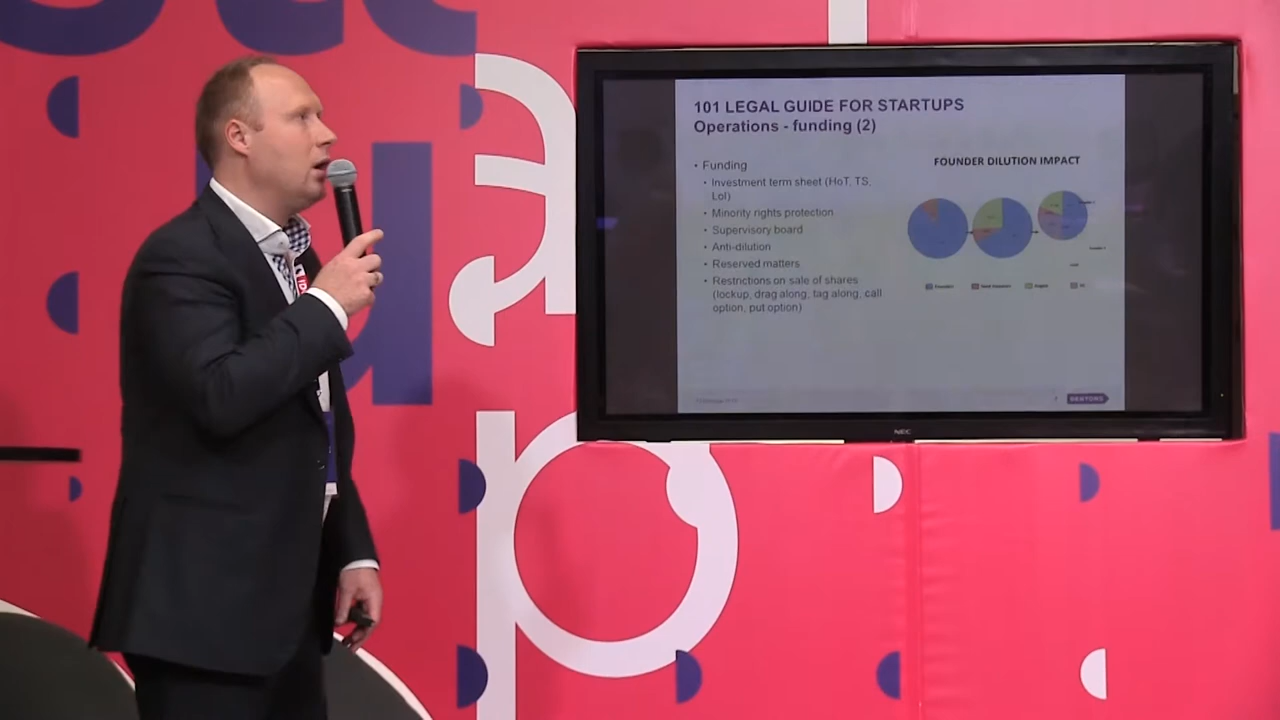 101 LEGAL GUIDE FOR STARTUPS
Operations - funding (2)
• Funding
• Investment term sheet (HoT, TS,
LoI)
• Minority rights protection
• Supervisory board
• Anti-dilution
• Reserved matters
• Restrictions on sale of shares
(lockup, drag along, tag along, call
option, put option)
FOUNDER DILUTION IMPACT
DENTONS
NEC